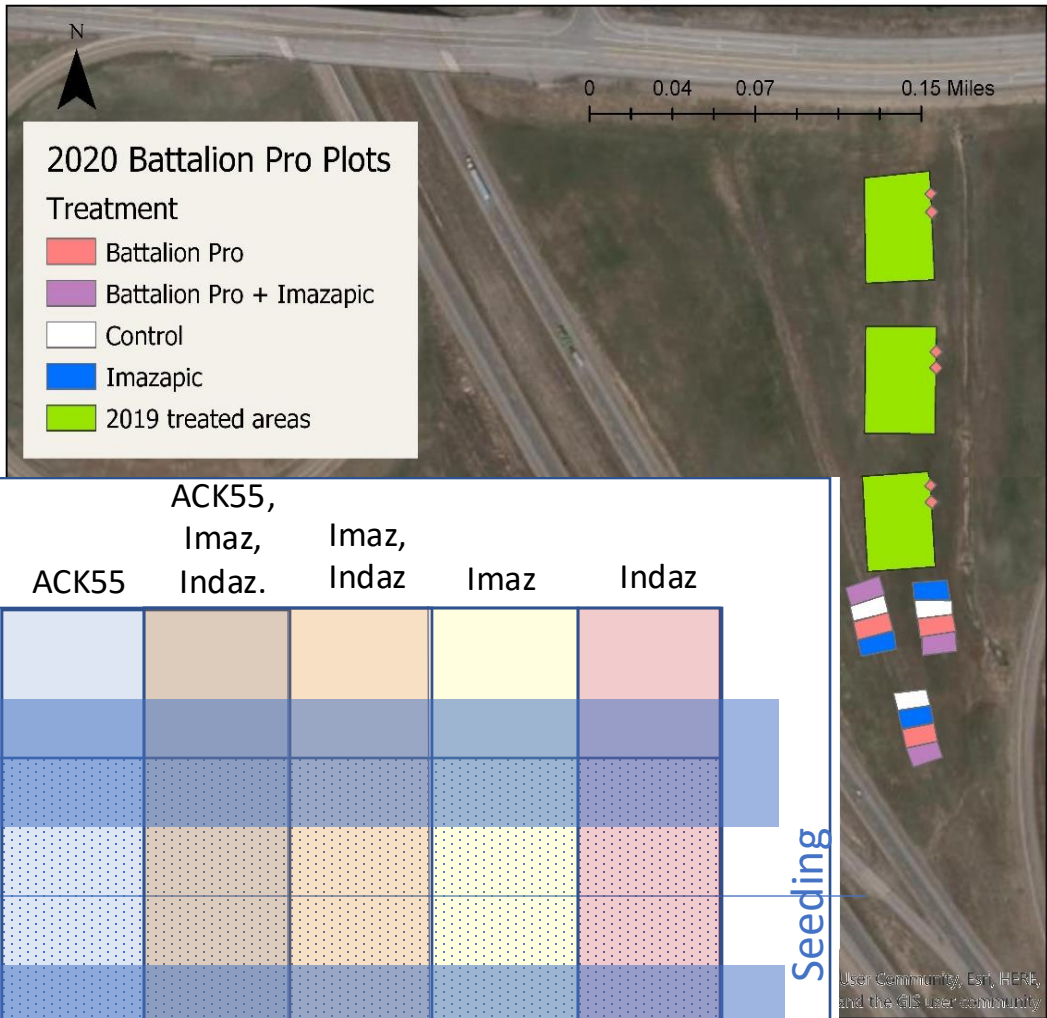 N
0 0.04 0.07 0.15 Miles
2020 Battalion Pro Plots
Treatment
Battalion Pro
Battalion Pro + Imazapic
Control
Imazapic
2019 treated areas
ACK55
ACK55,
Imaz,
Indaz.
Imaz,
Indaz
Imaz
Indaz
Seeding
User Community, Esri, HERE,
and the GIS user community